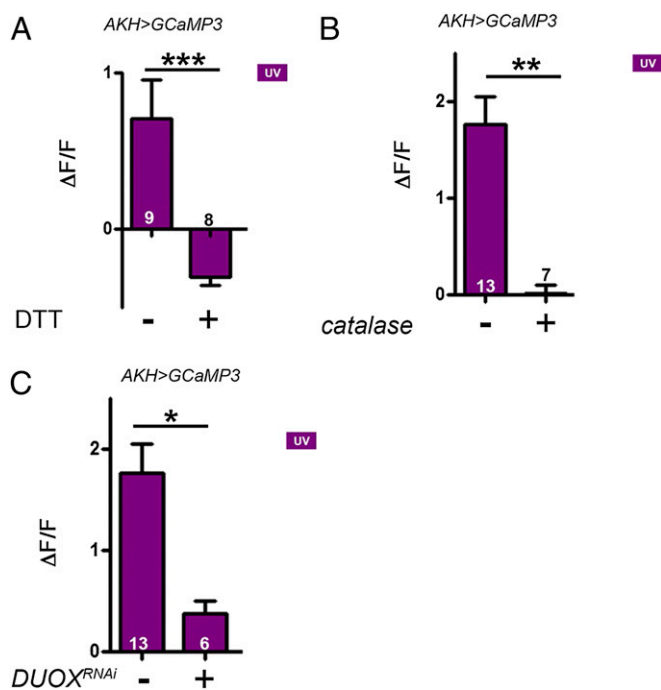 A
AKH>GCaMP3
***
UV
1
ΔF/F
0
9
8
DTT
-
+
B
AKH>GCaMP3
**
UV
2
ΔF/F
1
0
13
7
catalase
-
+
C
AKH>GCaMP3
*
UV
2
ΔF/F
1
0
13
6
DUOX^RNAi
-
+